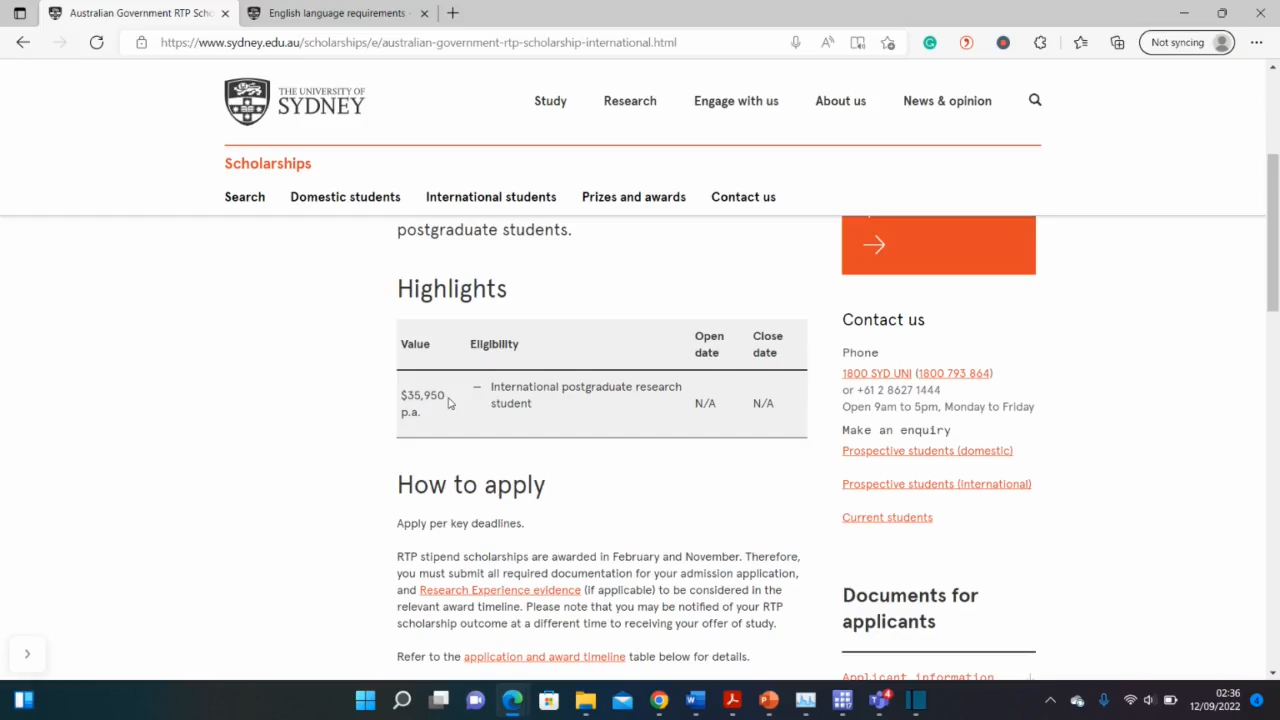 Australian Government RTP Scho
English language requirements -
https://www.sydney.edu.au/scholarships/e/australian-government-rtp-scholarship-international.html
Not syncing
THE UNIVERSITY OF
SYDNEY
Study
Research
Engage with us
About us
News & opinion
Scholarships
Search
Domestic students
International students
Prizes and awards
Contact us
postgraduate students.
Highlights
Value
Eligibility
Open
date
Close
date
$35,950
p.a.
– International postgraduate research
student
N/A
N/A
How to apply
Apply per key deadlines.
RTP stipend scholarships are awarded in February and November. Therefore,
you must submit all required documentation for your admission application,
and Research Experience evidence (if applicable) to be considered in the
relevant award timeline. Please note that you may be notified of your RTP
scholarship outcome at a different time to receiving your offer of study.
Refer to the application and award timeline table below for details.
Contact us
Phone
1800 SYD UNI (1800 793 864)
or +61 2 8627 1444
Open 9am to 5pm, Monday to Friday
Make an enquiry
Prospective students (domestic)
Prospective students (international)
Current students
Documents for
applicants
Applicant information
4
02:36
12/09/2022
4